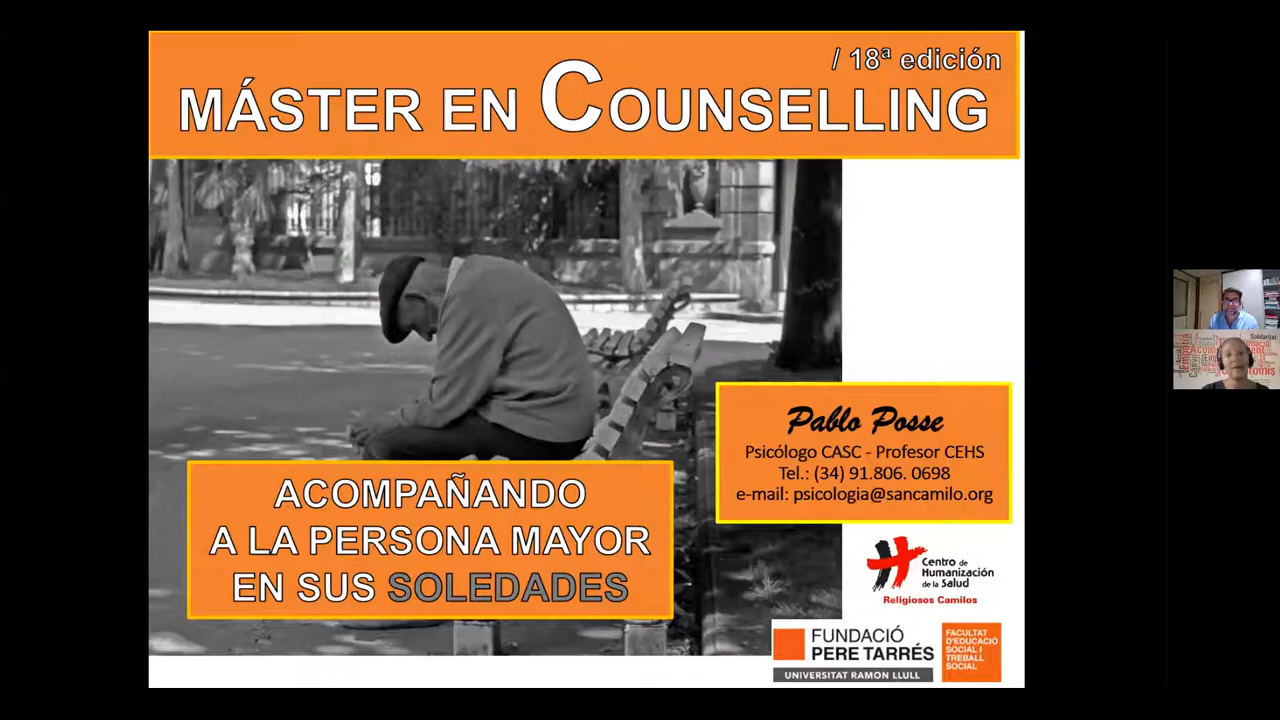 / 18ª edición
MÁSTER EN COUNSELLING
Pablo Posse
Psicólogo CASC - Profesor CEHS
Tel.: (34) 91.806. 0698
e-mail: psicologia@sancamilo.org
ACOMPAÑANDO
A LA PERSONA MAYOR
EN SUS SOLEDADES
Centro de
Humanización
de la Salud
Religiosos Camilos
FUNDACIÓ
PERE TARRÉS
UNIVERSITAT RAMON LLULL
FACULTAT
D'EDUCACIÓ
SOCIAL I
TREBALL
SOCIAL
Solidaritat
Empatia